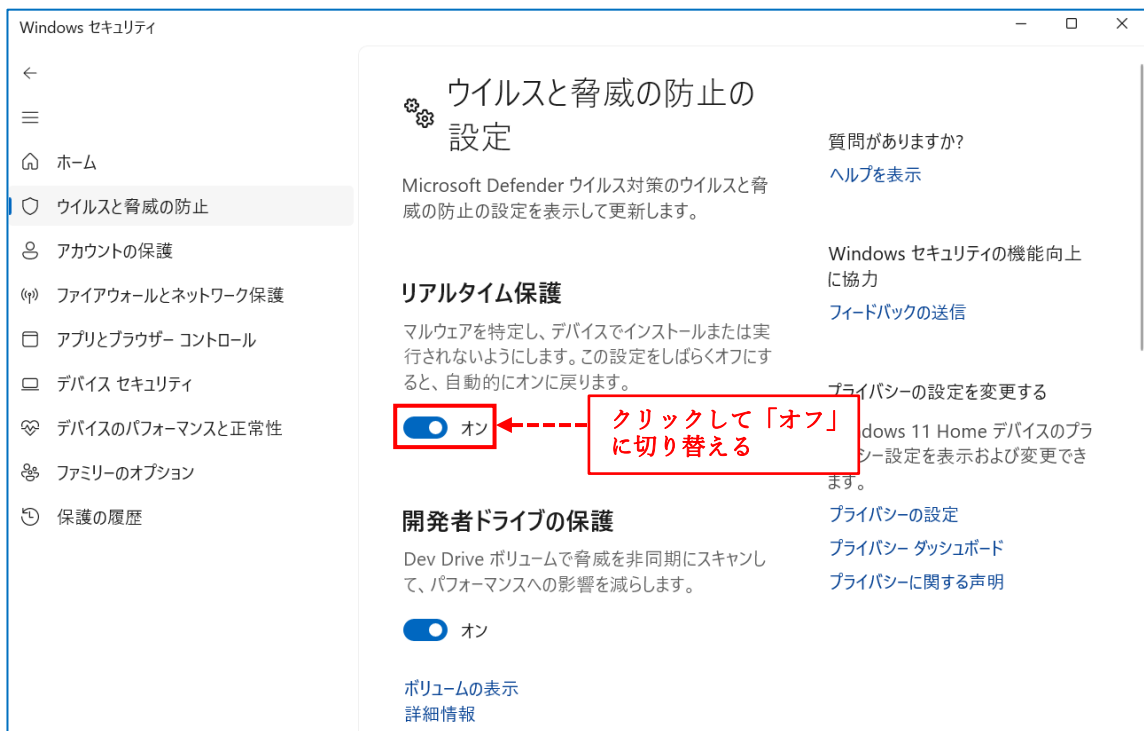 Windows セキュリティ
ホーム
ウイルスと脅威の防止
アカウントの保護
ファイアウォールとネットワーク保護
アプリとブラウザー コントロール
デバイス セキュリティ
デバイスのパフォーマンスと正常性
ファミリーのオプション
保護の履歴
ウイルスと脅威の防止の
設定
Microsoft Defender ウイルス対策のウイルスと脅
威の防止の設定を表示して更新します。
リアルタイム保護
マルウェアを特定し、デバイスでインストールまたは実
行されないようにします。この設定をしばらくオフにす
ると、自動的にオンに戻ります。
オン
クリックして「オフ」
に切り替える
開発者ドライブの保護
Dev Drive ボリュームで脅威を非同期にスキャンし
て、パフォーマンスへの影響を減らします。
オン
ボリュームの表示
詳細情報
質問がありますか?
ヘルプを表示
Windows セキュリティの機能向上
に協力
フィードバックの送信
プライバシーの設定を変更する
dows 11 Home デバイスのプラ
シー設定を表示および変更でき
ます。
プライバシーの設定
プライバシー ダッシュボード
プライバシーに関する声明